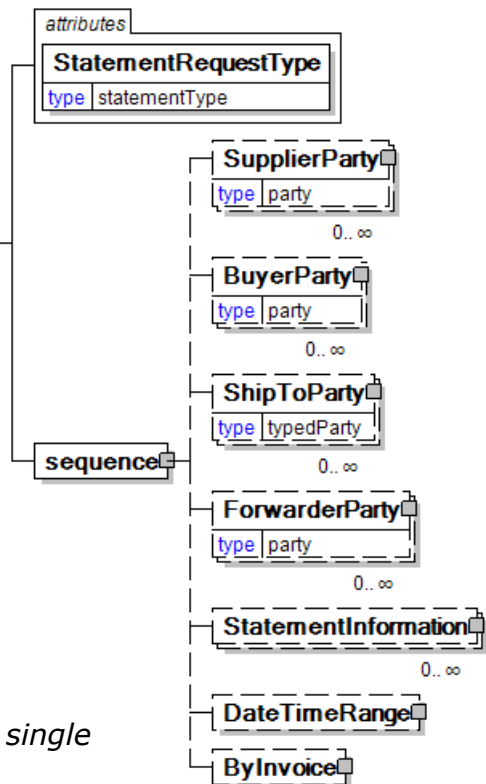 attributes
StatementRequestType
type statementType
SupplierParty
type party
0.. ∞
BuyerParty
type party
0.. ∞
ShipToParty
type typedParty
0.. ∞
sequence
ForwarderParty
type party
0.. ∞
StatementInformation
0.. ∞
DateTimeRange
single
ByInvoice